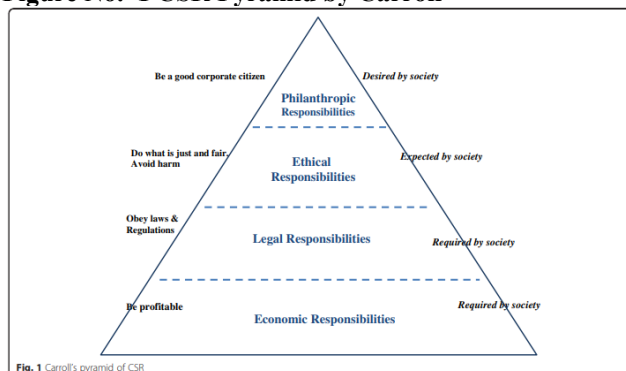 Figure No. 1 CSR Pyramid by Carroll
Be a good corporate citizen
Desired by society
Philanthropic
Responsibilities
Do what is just and fair,
Avoid harm
Expected by society
Ethical
Responsibilities
Obey laws &
Regulations
Legal Responsibilities
Required by society
Be profitable
Required by society
Economic Responsibilities
Fig. 1 Carroll's pyramid of CSR